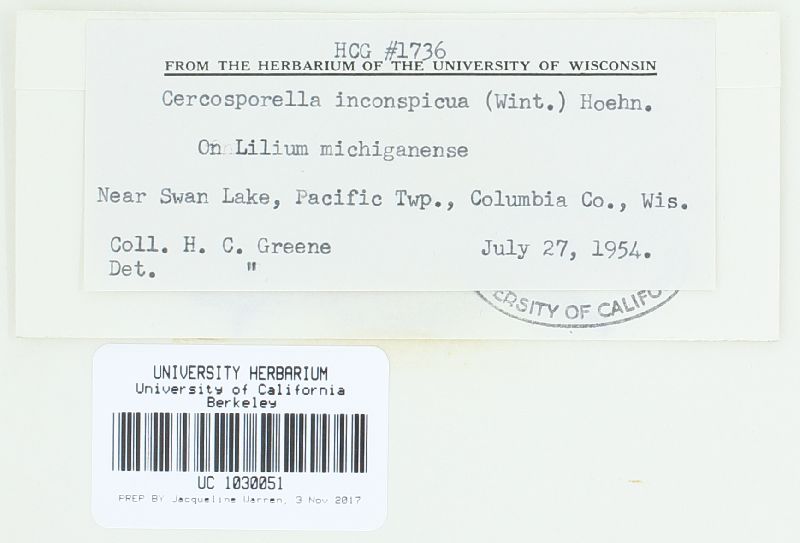 HCG #1736
FROM THE HERBARIUM OF THE UNIVERSITY OF WISCONSIN
Cercosporella inconspicua (Wint.) Hoehn.
On Lilium michiganense
Near Swan Lake, Pacific Twp., Columbia Co., Wis.
Coll. H. C. Greene July 27, 1954.
Det. "
ERSITY OF CALIFO
UNIVERSITY HERBARIUM
University of California
Berkeley
UC 1030051
PREP BY Jacqueline Warren, 3 Nov 2017